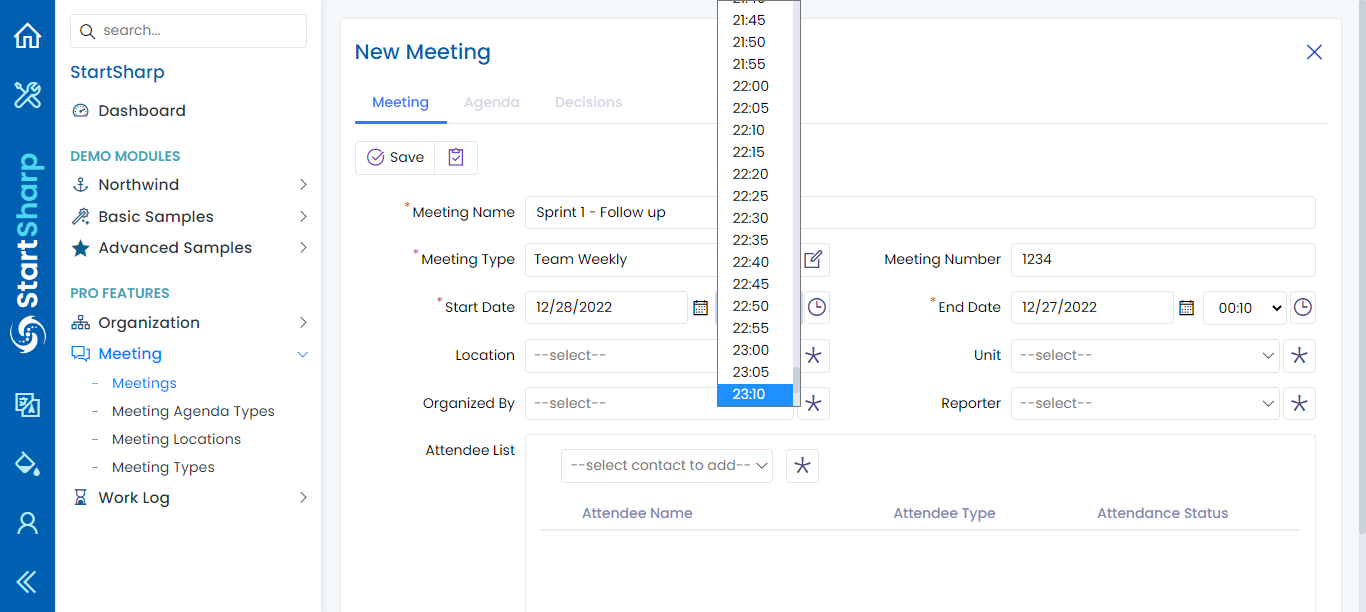 search...
StartSharp
Dashboard
DEMO MODULES
Northwind
Basic Samples
Advanced Samples
PRO FEATURES
Organization
Meeting
Meetings
Meeting Agenda Types
Meeting Locations
Meeting Types
Work Log
StartSharp
New Meeting
Meeting Agenda Decisions
Save
*Meeting Name Sprint 1 - Follow up
*Meeting Type Team Weekly
Meeting Number 1234
*Start Date 12/28/2022
*End Date 12/27/2022 00:10
Location --select--
Unit --select--
Organized By --select--
Reporter --select--
Attendee List
--select contact to add--
Attendee Name Attendee Type Attendance Status
21:45
21:50
21:55
22:00
22:05
22:10
22:15
22:20
22:25
22:30
22:35
22:40
22:45
22:50
22:55
23:00
23:05
23:10